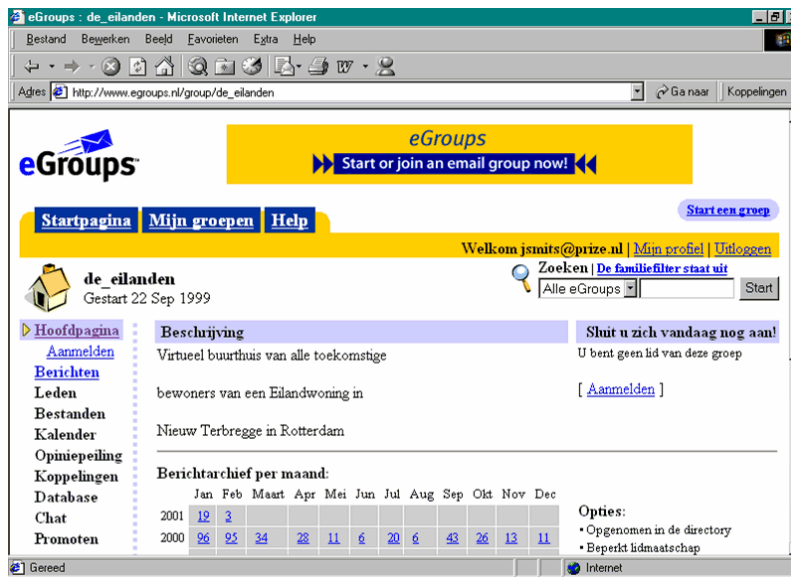 eGroups : de_eilanden - Microsoft Internet Explorer
Bestand Bewerken Beeld Favorieten Extra Help
Adres http://www.egroups.nl/group/de_eilanden Ga naar Koppelingen
eGroups
eGroups
Start or join an email group now!
Startpagina Mijn groepen Help
Start een groep
Welkom jsmits@prize.nl | Mijn profiel | Uitloggen
de_eilanden
Gestart 22 Sep 1999
Zoeken | De familiefilter staat uit
Alle eGroups Start
Hoofdpagina
Aanmelden
Berichten
Leden
Bestanden
Kalender
Opiniepeiling
Koppelingen
Database
Chat
Promoten
Beschrijving
Virtueel buurthuis van alle toekomstige
bewoners van een Eilandwoning in
Nieuw Terbregge in Rotterdam
Berichtarchief per maand:
Jan Feb Maart Apr Mei Jun Jul Aug Sep Okt Nov Dec
2001 19 3
2000 96 95 34 28 11 6 20 6 43 26 13 11
Sluit u zich vandaag nog aan!
U bent geen lid van deze groep
[ Aanmelden ]
Opties:
• Opgenomen in de directory
• Beperkt lidmaatschap
Gereed Internet